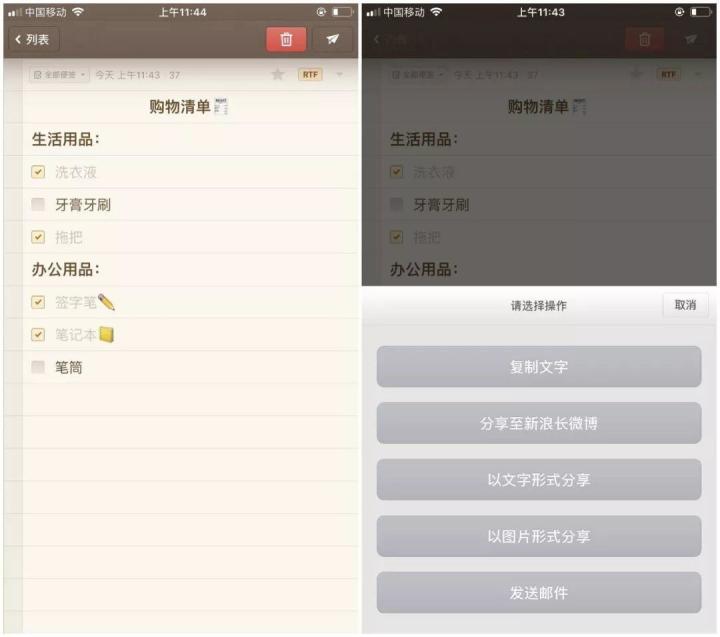 中国移动 上午11:44
列表
全部便签 今天 上午11:43 37 RTF
购物清单
生活用品：
洗衣液
牙膏牙刷
拖把
办公用品：
签字笔
笔记本
笔筒
中国移动 上午11:43
列表
全部便签 今天 上午11:43 37 RTF
购物清单
生活用品：
洗衣液
牙膏牙刷
拖把
办公用品：
请选择操作 取消
复制文字
分享至新浪长微博
以文字形式分享
以图片形式分享
发送邮件